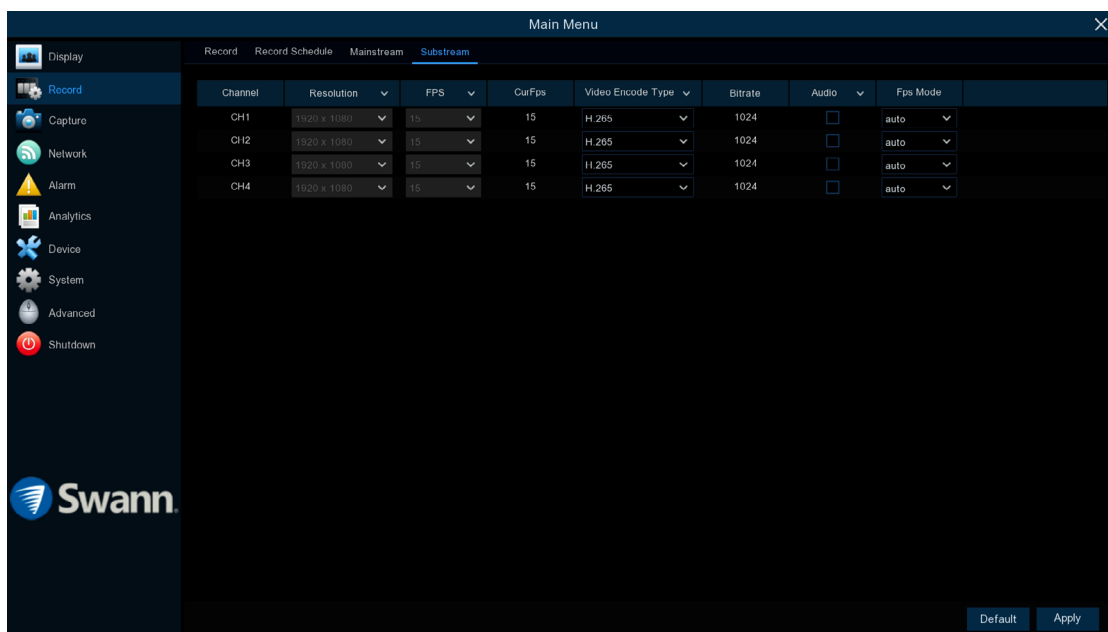 Main Menu
Display
Record
Capture
Network
Alarm
Analytics
Device
System
Advanced
Shutdown
Swann.
Record Record Schedule Mainstream Substream
Channel Resolution FPS CurFps Video Encode Type Bitrate Audio Fps Mode
CH1 1920 x 1080 15 15 H.265 1024 auto
CH2 1920 x 1080 15 15 H.265 1024 auto
CH3 1920 x 1080 15 15 H.265 1024 auto
CH4 1920 x 1080 15 15 H.265 1024 auto
Default Apply